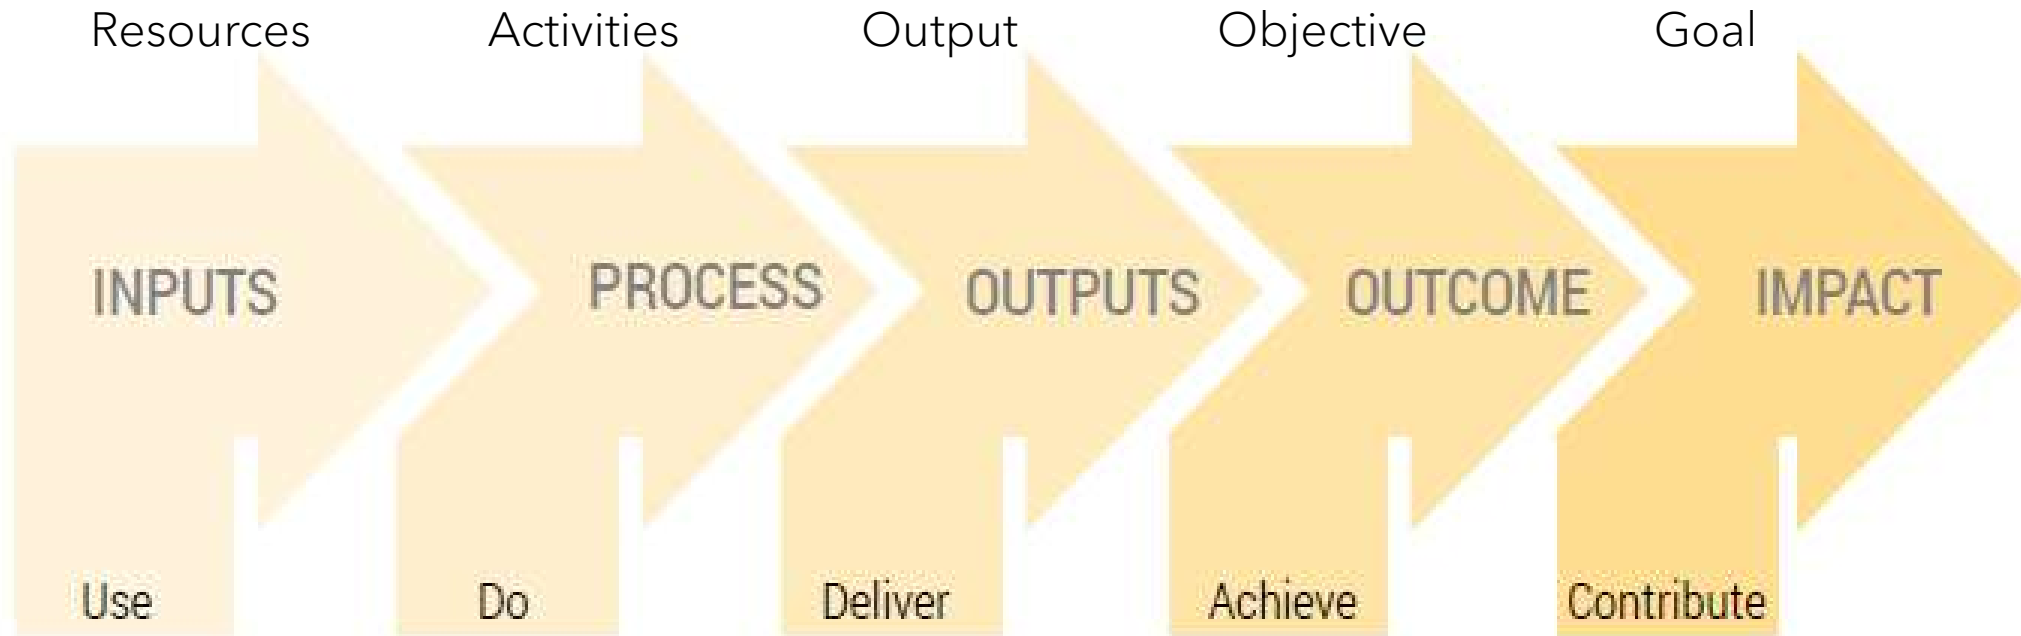 Resources Activities Output Objective Goal
INPUTS PROCESS OUTPUTS OUTCOME IMPACT
Use Do Deliver Achieve Contribute